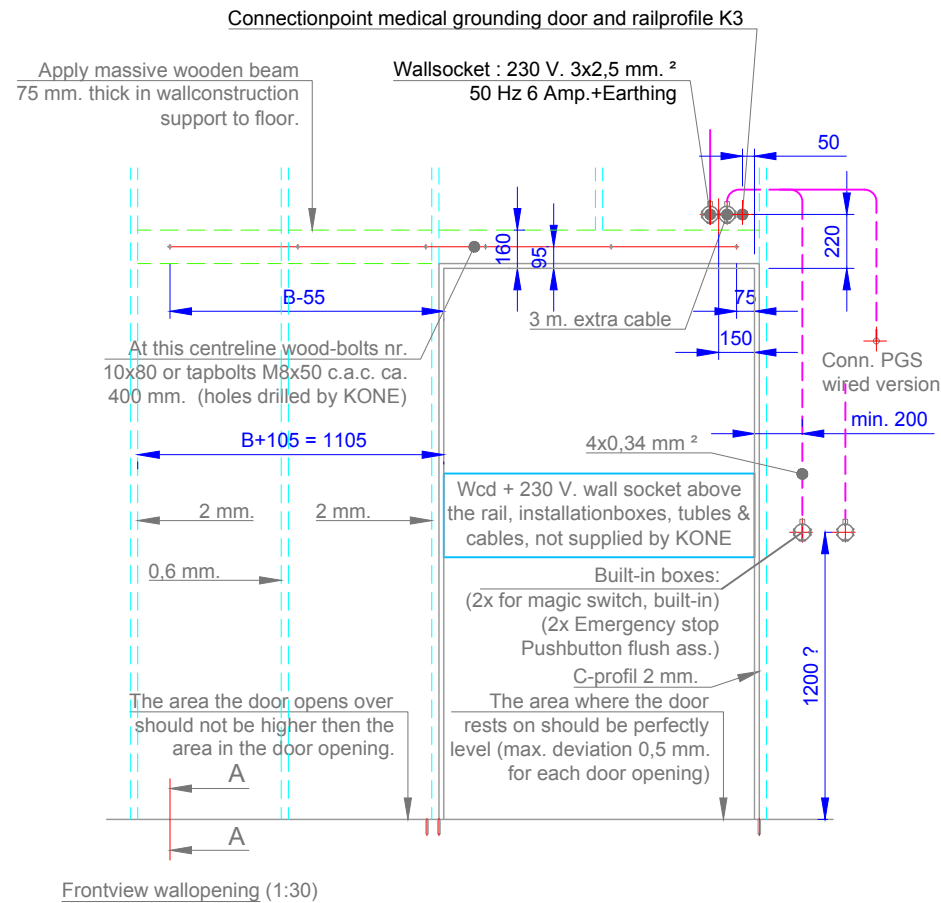 Connectionpoint medical grounding door and railprofile K3
Apply massive wooden beam
75 mm. thick in wallconstruction
support to floor.
Wallsocket : 230 V. 3x2,5 mm. ²
50 Hz 6 Amp.+Earthing
50
160
95
220
B-55
75
3 m. extra cable
150
At this centreline wood-bolts nr.
10x80 or tapbolts M8x50 c.a.c. ca.
400 mm. (holes drilled by KONE)
Conn. PGS
wired version
min. 200
B+105 = 1105
4x0,34 mm ²
Wcd + 230 V. wall socket above
the rail, installationboxes, tubles &
cables, not supplied by KONE
2 mm.
2 mm.
0,6 mm.
Built-in boxes:
(2x for magic switch, built-in)
(2x Emergency stop
Pushbutton flush ass.)
1200 ?
C-profil 2 mm.
The area the door opens over
should not be higher then the
area in the door opening.
The area where the door
rests on should be perfectly
level (max. deviation 0,5 mm.
for each door opening)
A
A
Frontview wallopening (1:30)